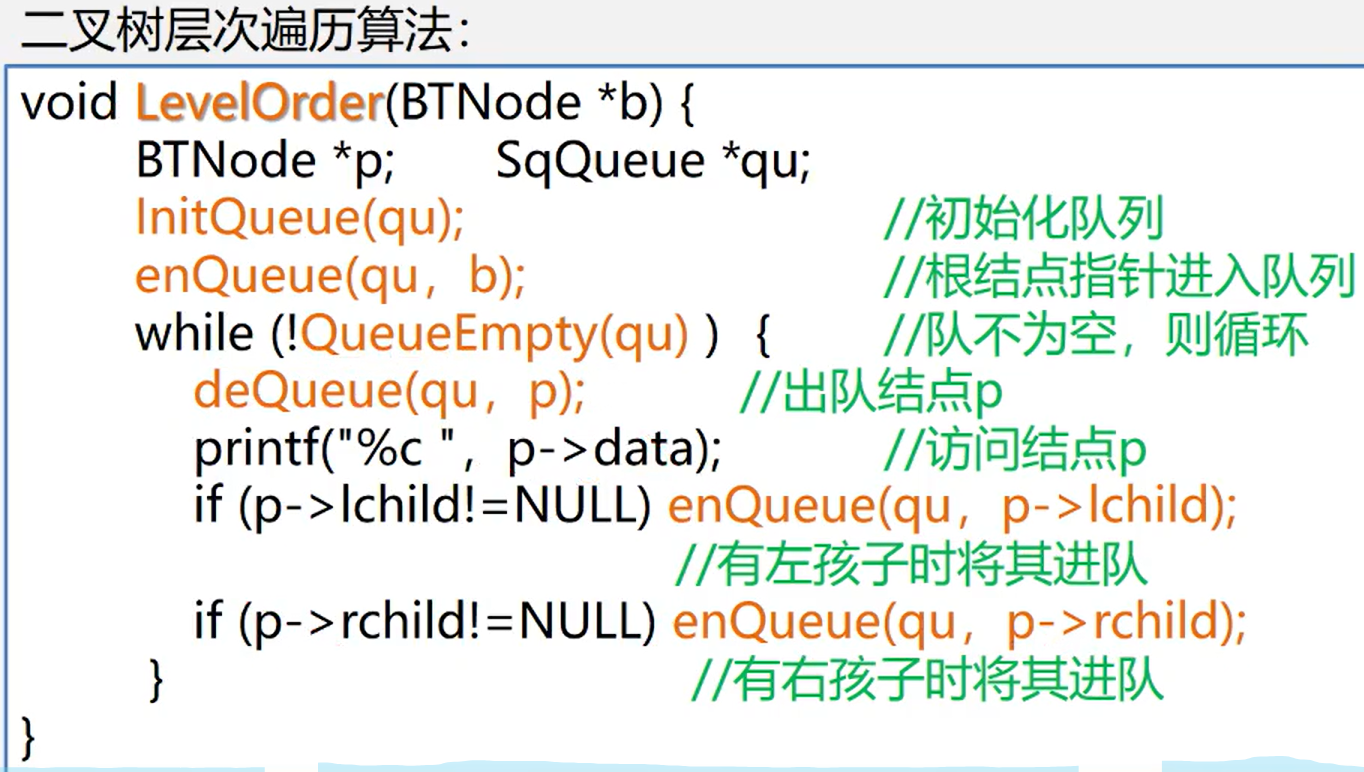 二叉树层次遍历算法：
void LevelOrder(BTNode *b) {
BTNode *p; SqQueue *qu;
InitQueue(qu); //初始化队列
enQueue(qu，b); //根结点指针进入队列
while (!QueueEmpty(qu) ) { //队不为空，则循环
deQueue(qu，p); //出队结点p
printf("%c "，p->data); //访问结点p
if (p->lchild!=NULL) enQueue(qu，p->lchild);
//有左孩子时将其进队
if (p->rchild!=NULL) enQueue(qu，p->rchild);
} //有右孩子时将其进队
}